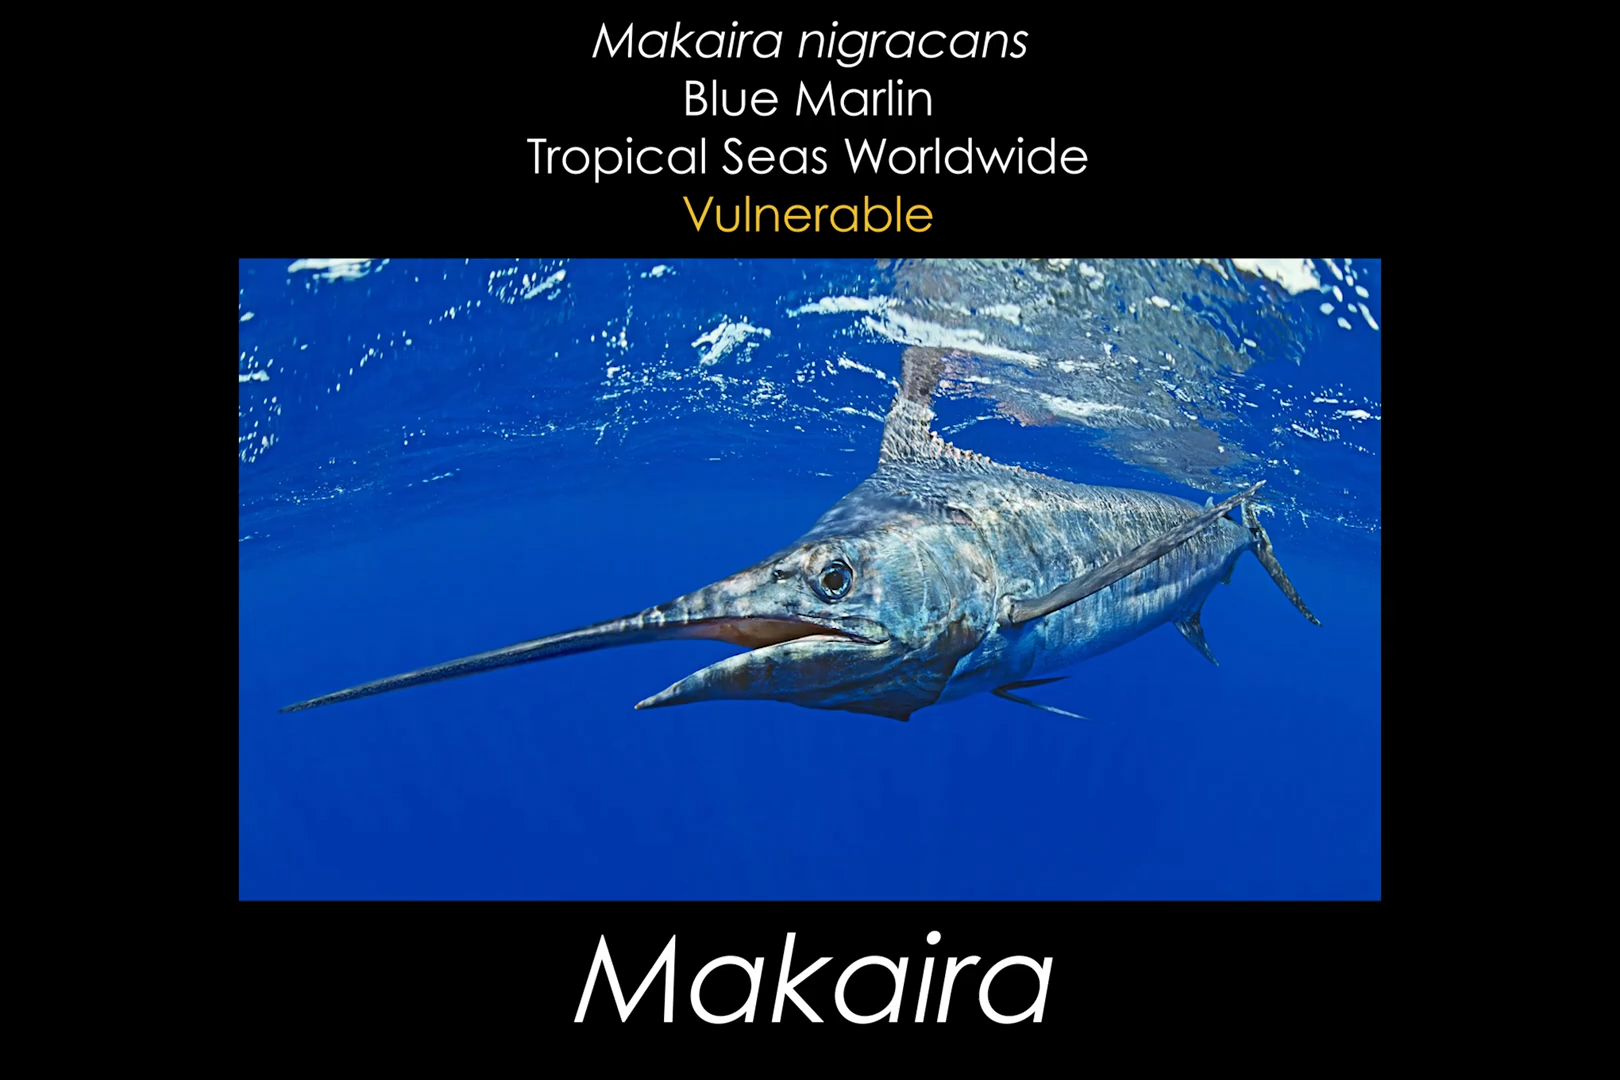 Makaira nigracans
Blue Marlin
Tropical Seas Worldwide
Vulnerable
Makaira